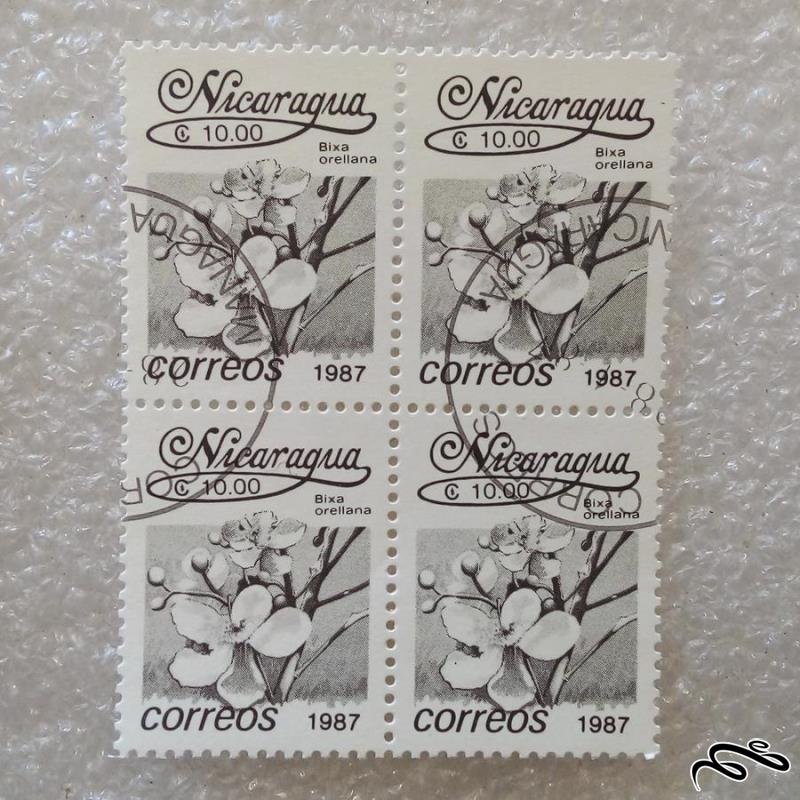 Nicaragua
₡ 10.00
Bixa
orellana
correos 1987
Nicaragua
₡ 10.00
Bixa
orellana
correos 1987
Nicaragua
₡ 10.00
Bixa
orellana
correos 1987
Nicaragua
₡ 10.00
Bixa
orellana
correos 1987
MANAGUA